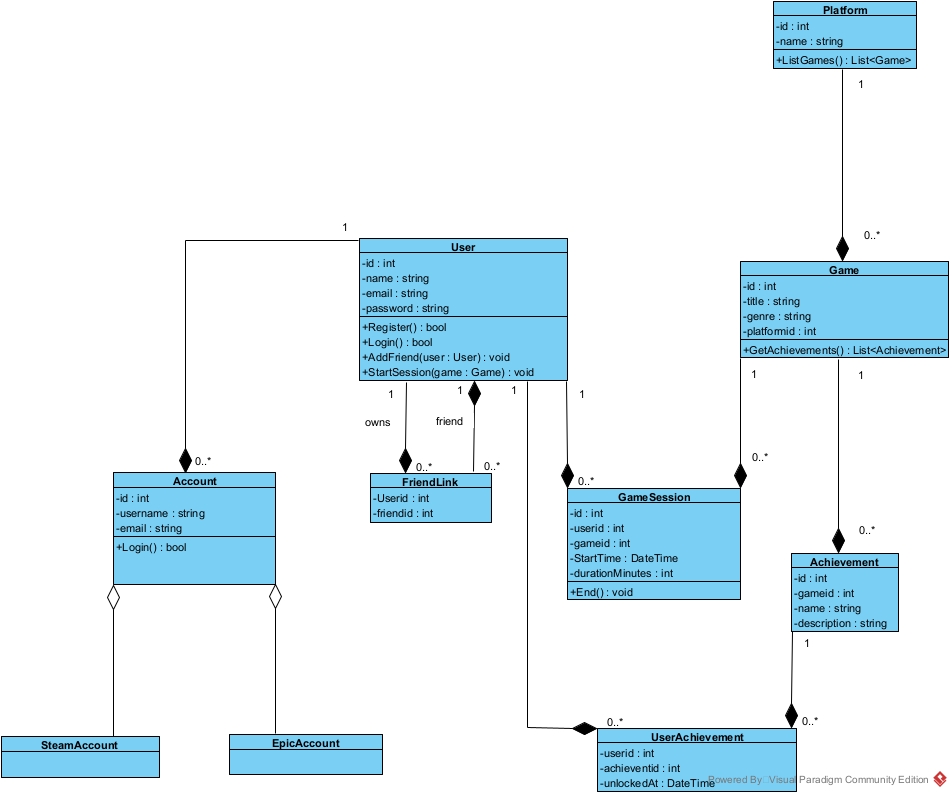 Platform
-id : int
-name : string
+ListGames() : List<Game>
1
0..*
Game
-id : int
-title : string
-genre : string
-platformid : int
+GetAchievements() : List<Achievement>
1
1
1
User
-id : int
-name : string
-email : string
-password : string
+Register() : bool
+Login() : bool
+AddFriend(user : User) : void
+StartSession(game : Game) : void
1
1
1
1
owns
friend
0..*
0..*
0..*
0..*
0..*
Account
-id : int
-username : string
-email : string
+Login() : bool
FriendLink
-Userid : int
-friendid : int
GameSession
-id : int
-userid : int
-gameid : int
-StartTime : DateTime
-durationMinutes : int
+End() : void
0..*
Achievement
-id : int
-gameid : int
-name : string
-description : string
1
0..*
0..*
SteamAccount
EpicAccount
UserAchievement
-userid : int
-achieventid : int
-unlockedAt : DateTime
Powered By Visual Paradigm Community Edition